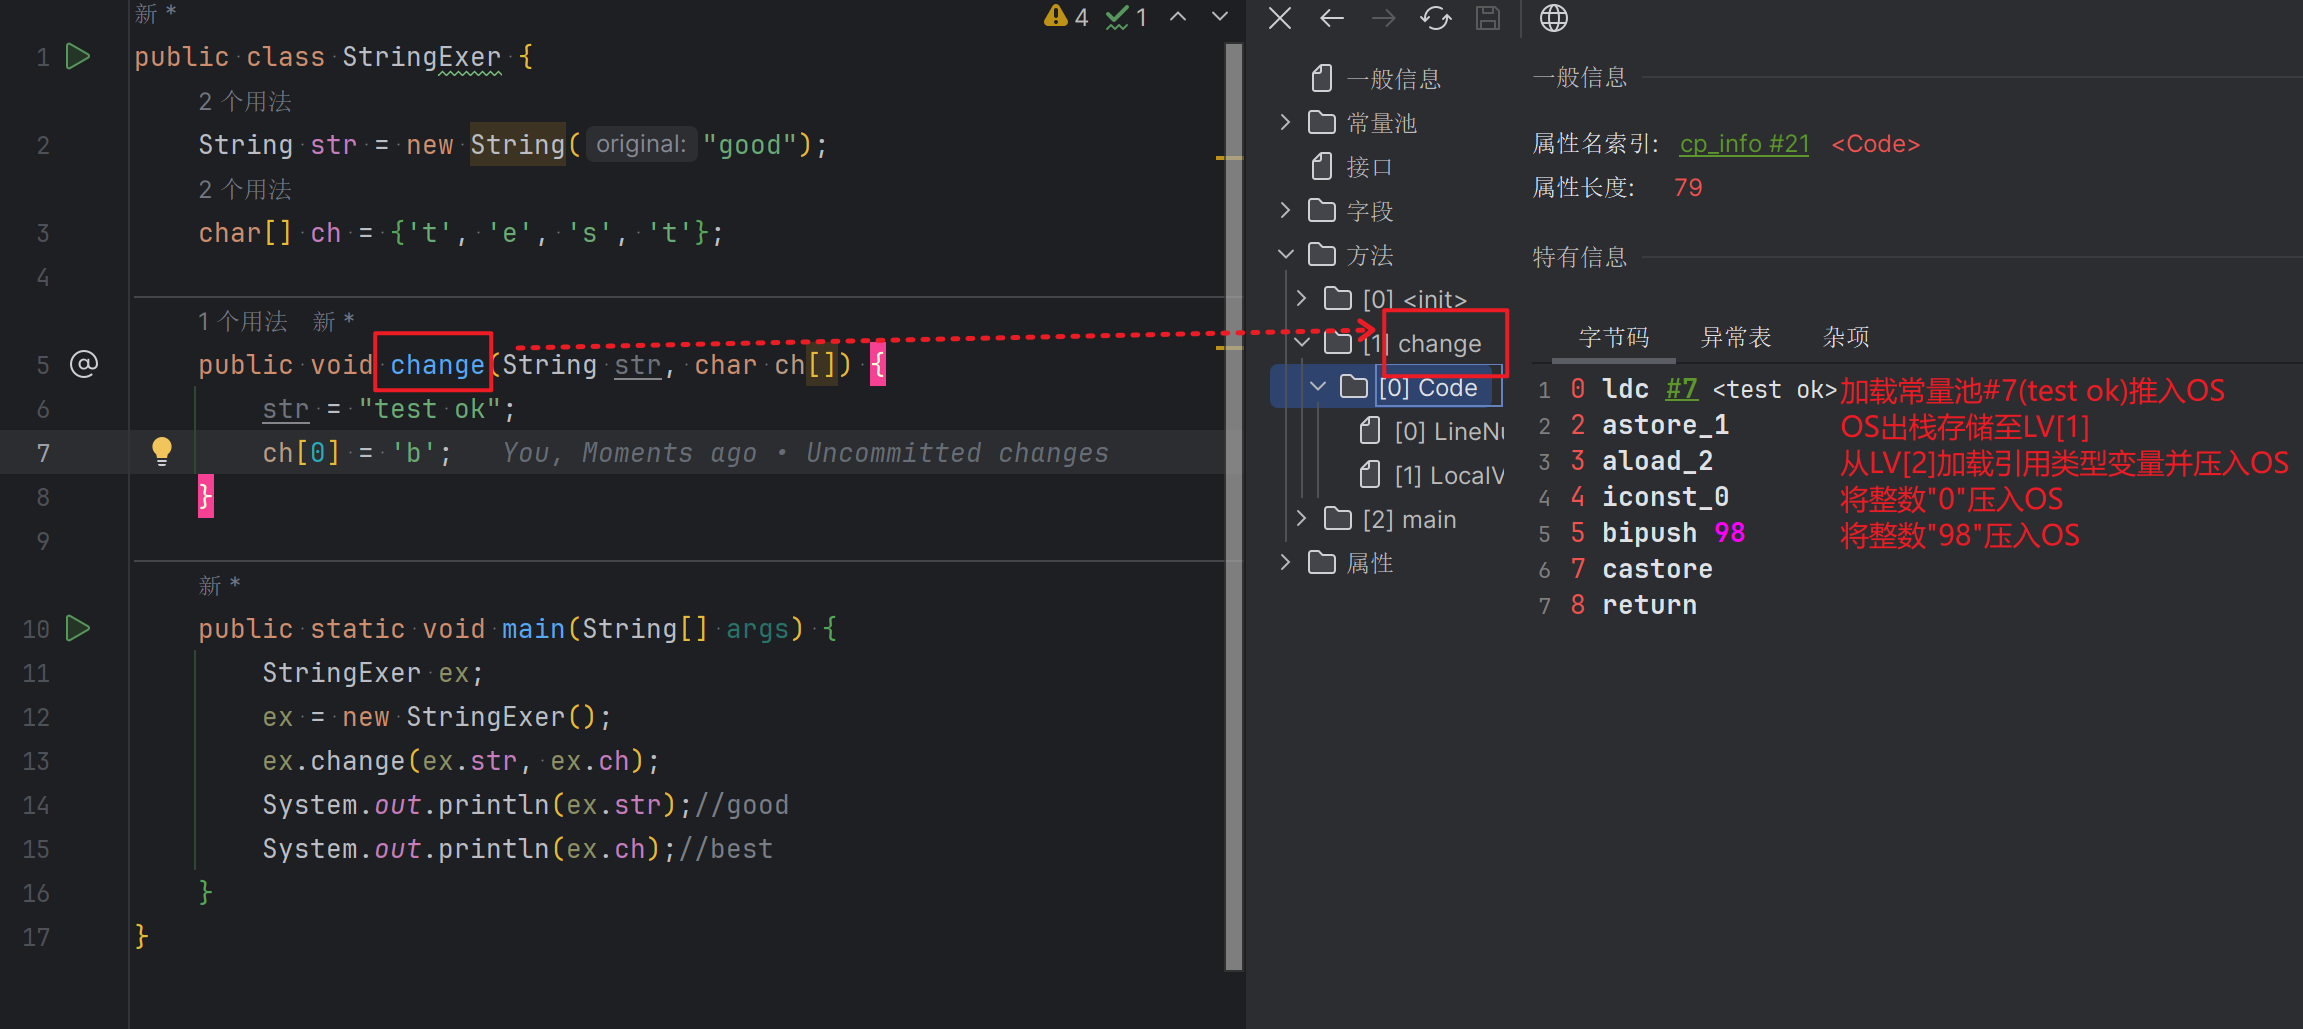 新 *
4 1
1 public class StringExer {
2 个用法
2 String str = new String( original: "good");
2 个用法
3 char[] ch = {'t', 'e', 's', 't'};
4
1 个用法 新 *
5 @ public void change(String str, char ch[]) {
6 str = "test ok";
7 ch[0] = 'b'; You, Moments ago • Uncommitted changes
8 }
9
新 *
10 public static void main(String[] args) {
11 StringExer ex;
12 ex = new StringExer();
13 ex.change(ex.str, ex.ch);
14 System.out.println(ex.str);//good
15 System.out.println(ex.ch);//best
16 }
17 }
一般信息
常量池
接口
字段
方法
[0] <init>
[1] change
[0] Code
[0] LineNu
[1] LocalV
[2] main
属性
一般信息
属性名索引: cp_info #21 <Code>
属性长度: 79
特有信息
字节码 异常表 杂项
1 0 ldc #7 <test ok> 加载常量池#7(test ok)推入OS
2 2 astore_1 OS出栈存储至LV[1]
3 3 aload_2 从LV[2]加载引用类型变量并压入OS
4 4 iconst_0 将整数"0"压入OS
5 5 bipush 98 将整数"98"压入OS
6 7 castore
7 8 return